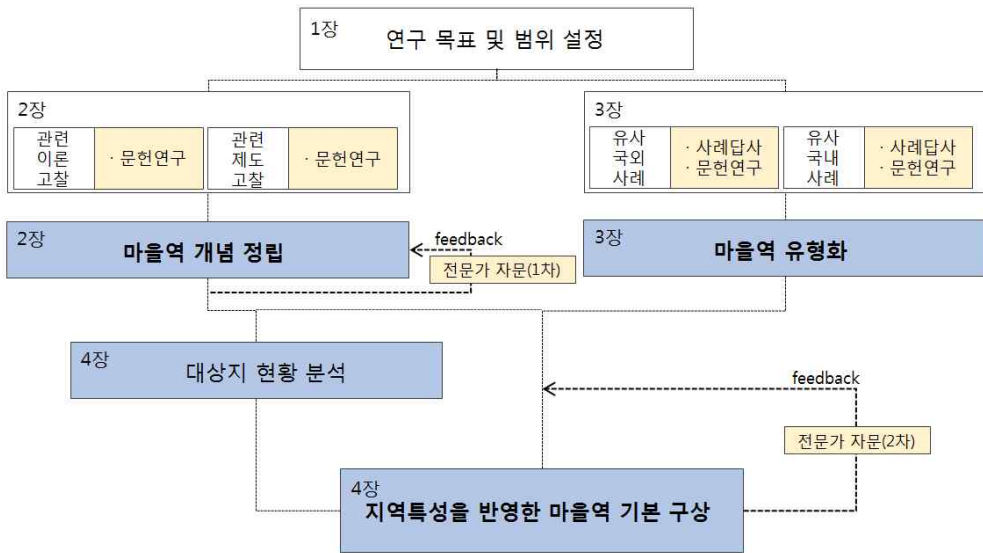 1장
연구 목표 및 범위 설정
2장
관련
이론
고찰
· 문헌연구
관련
제도
고찰
· 문헌연구
3장
유사
국외
사례
· 사례답사
· 문헌연구
유사
국내
사례
· 사례답사
· 문헌연구
2장
마을역 개념 정립
feedback
전문가 자문(1차)
3장
마을역 유형화
4장
대상지 현황 분석
feedback
전문가 자문(2차)
4장
지역특성을 반영한 마을역 기본 구상